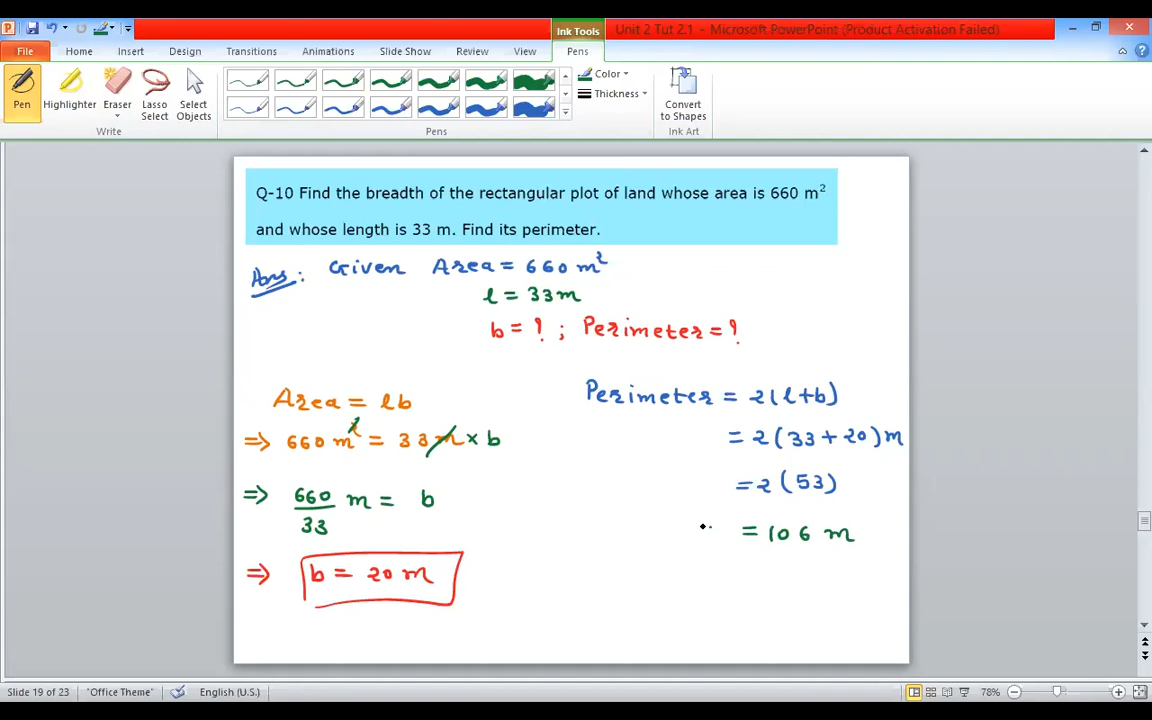 Ink Tools
Unit 2 Tut 2.1 - Microsoft PowerPoint (Product Activation Failed)
File Home Insert Design Transitions Animations Slide Show Review View Pens
Pen Highlighter Eraser Lasso Select Select Objects
Color
Thickness
Convert to Shapes
Write Pens Ink Art
Q-10 Find the breadth of the rectangular plot of land whose area is 660 m²
and whose length is 33 m. Find its perimeter.
Ans: Given Area = 660 m²
l = 33m
b = ? ; Perimeter = ?
Area = lb
⇒ 660 m² = 33 m × b
⇒ 660/33 m = b
⇒ b = 20 m
Perimeter = 2(l+b)
= 2(33+20)m
= 2(53)
= 106 m
Slide 19 of 23 "Office Theme" English (U.S.) 78%